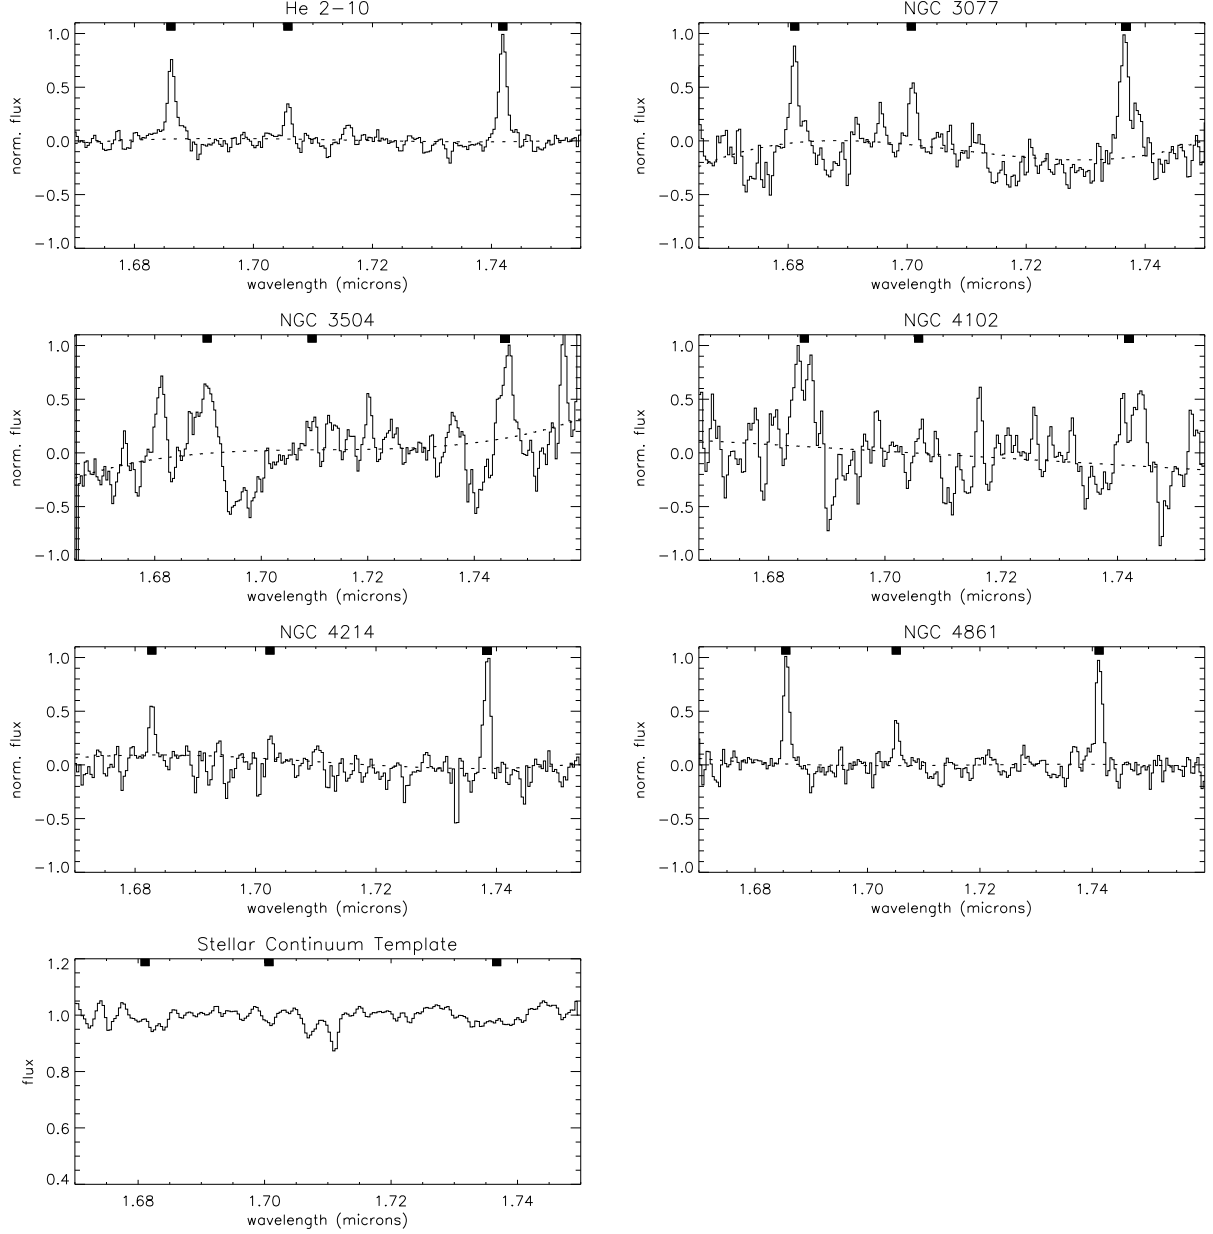 He 2-10
1.0
0.5
0.0
-0.5
-1.0
norm. flux
1.68 1.70 1.72 1.74
wavelength (microns)
NGC 3077
1.0
0.5
0.0
-0.5
-1.0
norm. flux
1.68 1.70 1.72 1.74
wavelength (microns)
NGC 3504
1.0
0.5
0.0
-0.5
-1.0
norm. flux
1.68 1.70 1.72 1.74
wavelength (microns)
NGC 4102
1.0
0.5
0.0
-0.5
-1.0
norm. flux
1.68 1.70 1.72 1.74
wavelength (microns)
NGC 4214
1.0
0.5
0.0
-0.5
-1.0
norm. flux
1.68 1.70 1.72 1.74
wavelength (microns)
NGC 4861
1.0
0.5
0.0
-0.5
-1.0
norm. flux
1.68 1.70 1.72 1.74
wavelength (microns)
Stellar Continuum Template
1.2
1.0
0.8
0.6
0.4
flux
1.68 1.70 1.72 1.74
wavelength (microns)